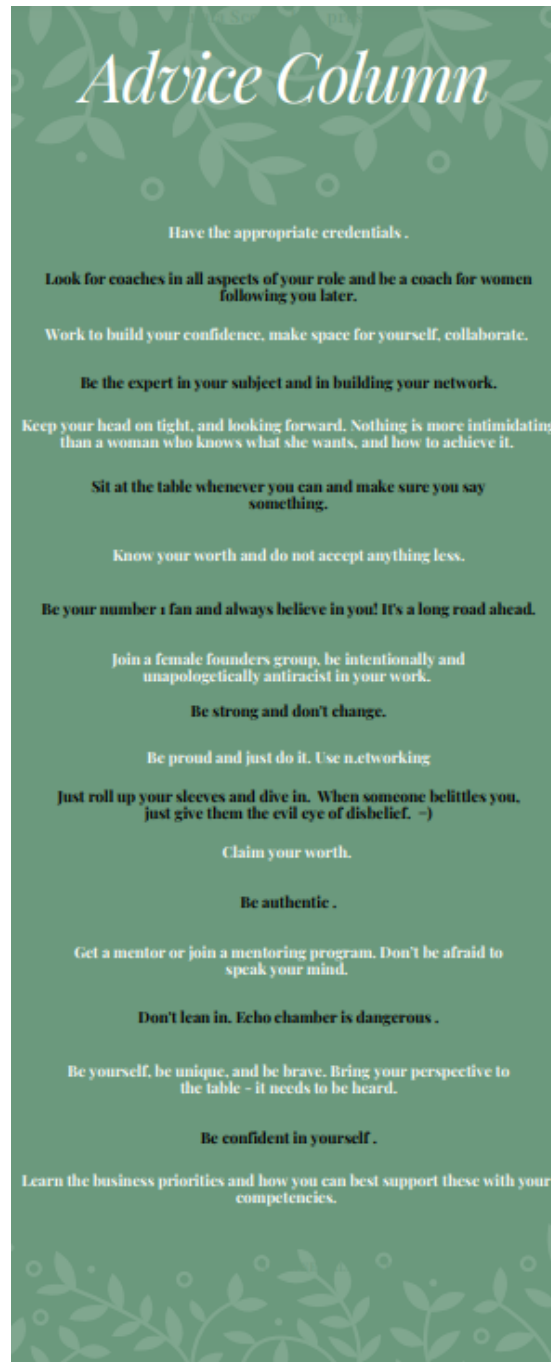 Advice Column
Have the appropriate credentials .
Look for coaches in all aspects of your role and be a coach for women
following you later.
Work to build your confidence, make space for yourself, collaborate.
Be the expert in your subject and in building your network.
Keep your head on tight, and looking forward. Nothing is more intimidating
than a woman who knows what she wants, and how to achieve it.
Sit at the table whenever you can and make sure you say
something.
Know your worth and do not accept anything less.
Be your number 1 fan and always believe in you! It's a long road ahead.
Join a female founders group, be intentionally and
unapologetically antiracist in your work.
Be strong and don't change.
Be proud and just do it. Use n.etworking
Just roll up your sleeves and dive in.  When someone belittles you,
just give them the evil eye of disbelief.  =)
Claim your worth.
Be authentic .
Get a mentor or join a mentoring program. Don't be afraid to
speak your mind.
Don't lean in. Echo chamber is dangerous .
Be yourself, be unique, and be brave. Bring your perspective to
the table - it needs to be heard.
Be confident in yourself .
Learn the business priorities and how you can best support these with your
competencies.